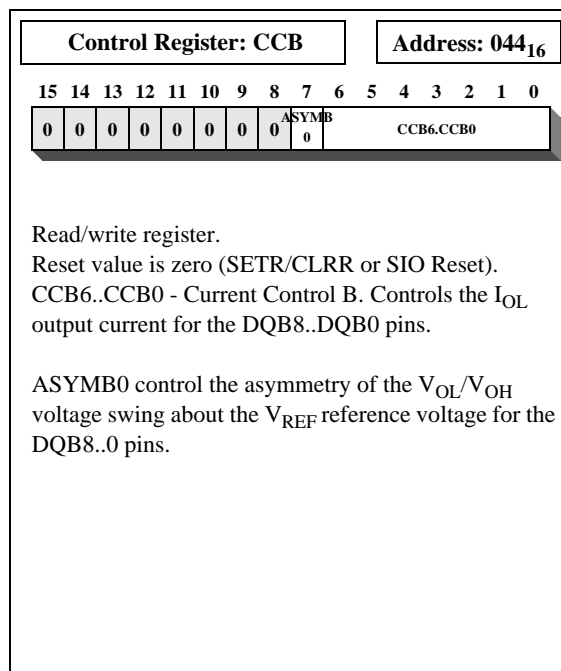 Control Register: CCB
Address: 044₁₆
15 14 13 12 11 10 9 8 7 6 5 4 3 2 1 0
0 0 0 0 0 0 0 0 ASYMB CCB6.CCB0
0
Read/write register.
Reset value is zero (SETR/CLRR or SIO Reset).
CCB6..CCB0 - Current Control B. Controls the I_OL
output current for the DQB8..DQB0 pins.
ASYMB0 control the asymmetry of the V_OL/V_OH
voltage swing about the V_REF reference voltage for the
DQB8..0 pins.